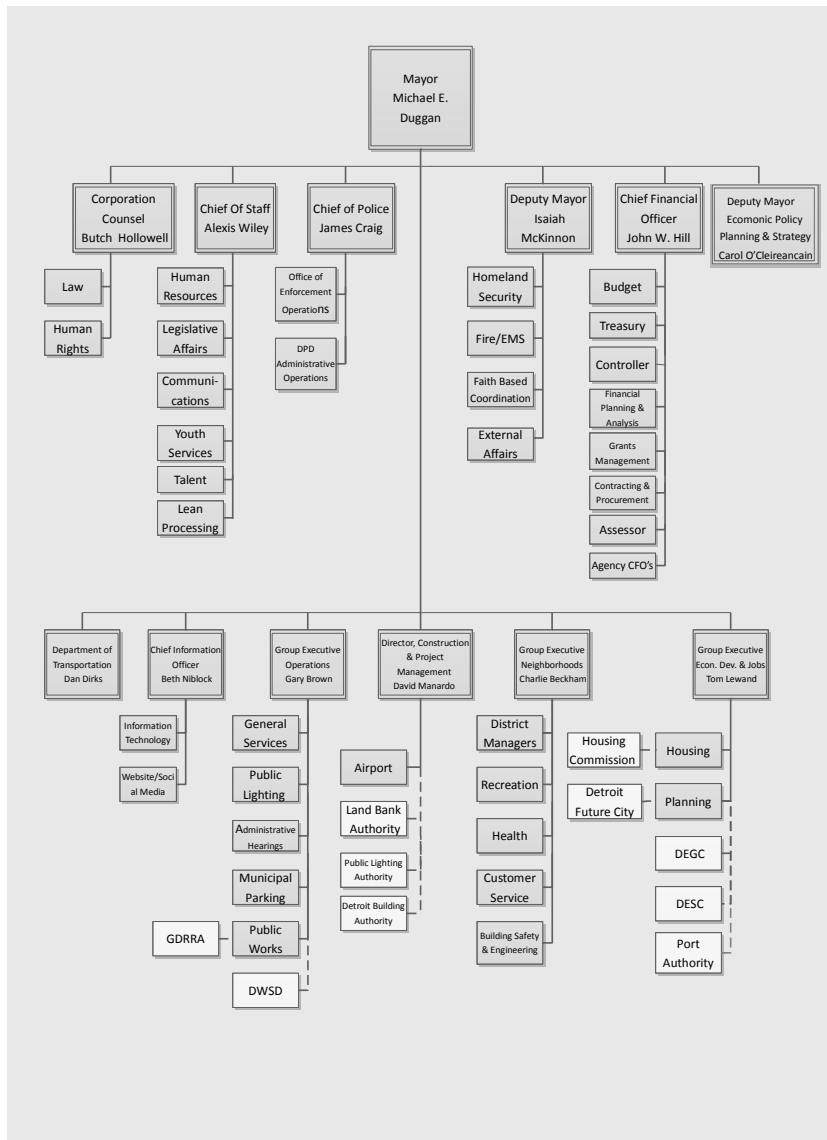 Mayor
Michael E.
Duggan
Corporation
Counsel
Butch Hollowell
Law
Human
Rights
Chief Of Staff
Alexis Wiley
Human
Resources
Legislative
Affairs
Communi-
cations
Youth
Services
Talent
Lean
Processing
Chief of Police
James Craig
Office of
Enforcement
Operations
DPD
Administrative
Operations
Deputy Mayor
Isaiah
McKinnon
Homeland
Security
Fire/EMS
Faith Based
Coordination
External
Affairs
Chief Financial
Officer
John W. Hill
Budget
Treasury
Controller
Financial
Planning &
Analysis
Grants
Management
Contracting &
Procurement
Assessor
Agency CFO's
Deputy Mayor
Ecomonic Policy
Planning & Strategy
Carol O'Cleireancain
Department of
Transportation
Dan Dirks
Chief Information
Officer
Beth Niblock
Information
Technology
Website/Soci
al Media
Group Executive
Operations
Gary Brown
General
Services
Public
Lighting
Administrative
Hearings
Municipal
Parking
GDRRA
Public
Works
DWSD
Director, Construction
& Project
Management
David Manardo
Airport
Land Bank
Authority
Public Lighting
Authority
Detroit Building
Authority
Group Executive
Neighborhoods
Charlie Beckham
District
Managers
Recreation
Health
Customer
Service
Building Safety
& Engineering
Group Executive
Econ. Dev. & Jobs
Tom Lewand
Housing
Commission
Housing
Detroit
Future City
Planning
DEGC
DESC
Port
Authority